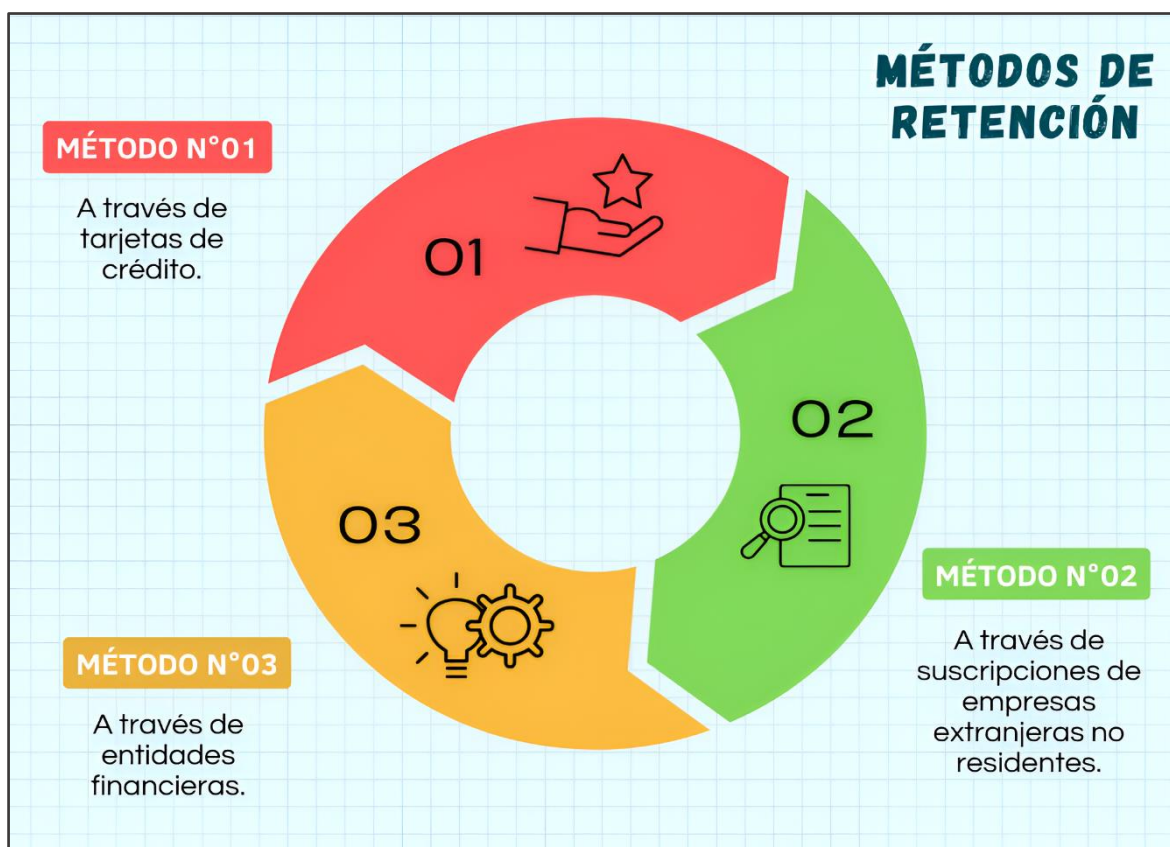 MÉTODOS DE
RETENCIÓN
MÉTODO N°01
A través de
tarjetas de
crédito.
01
02
03
MÉTODO N°02
A través de
suscripciones de
empresas
extranjeras no
residentes.
MÉTODO N°03
A través de
entidades
financieras.